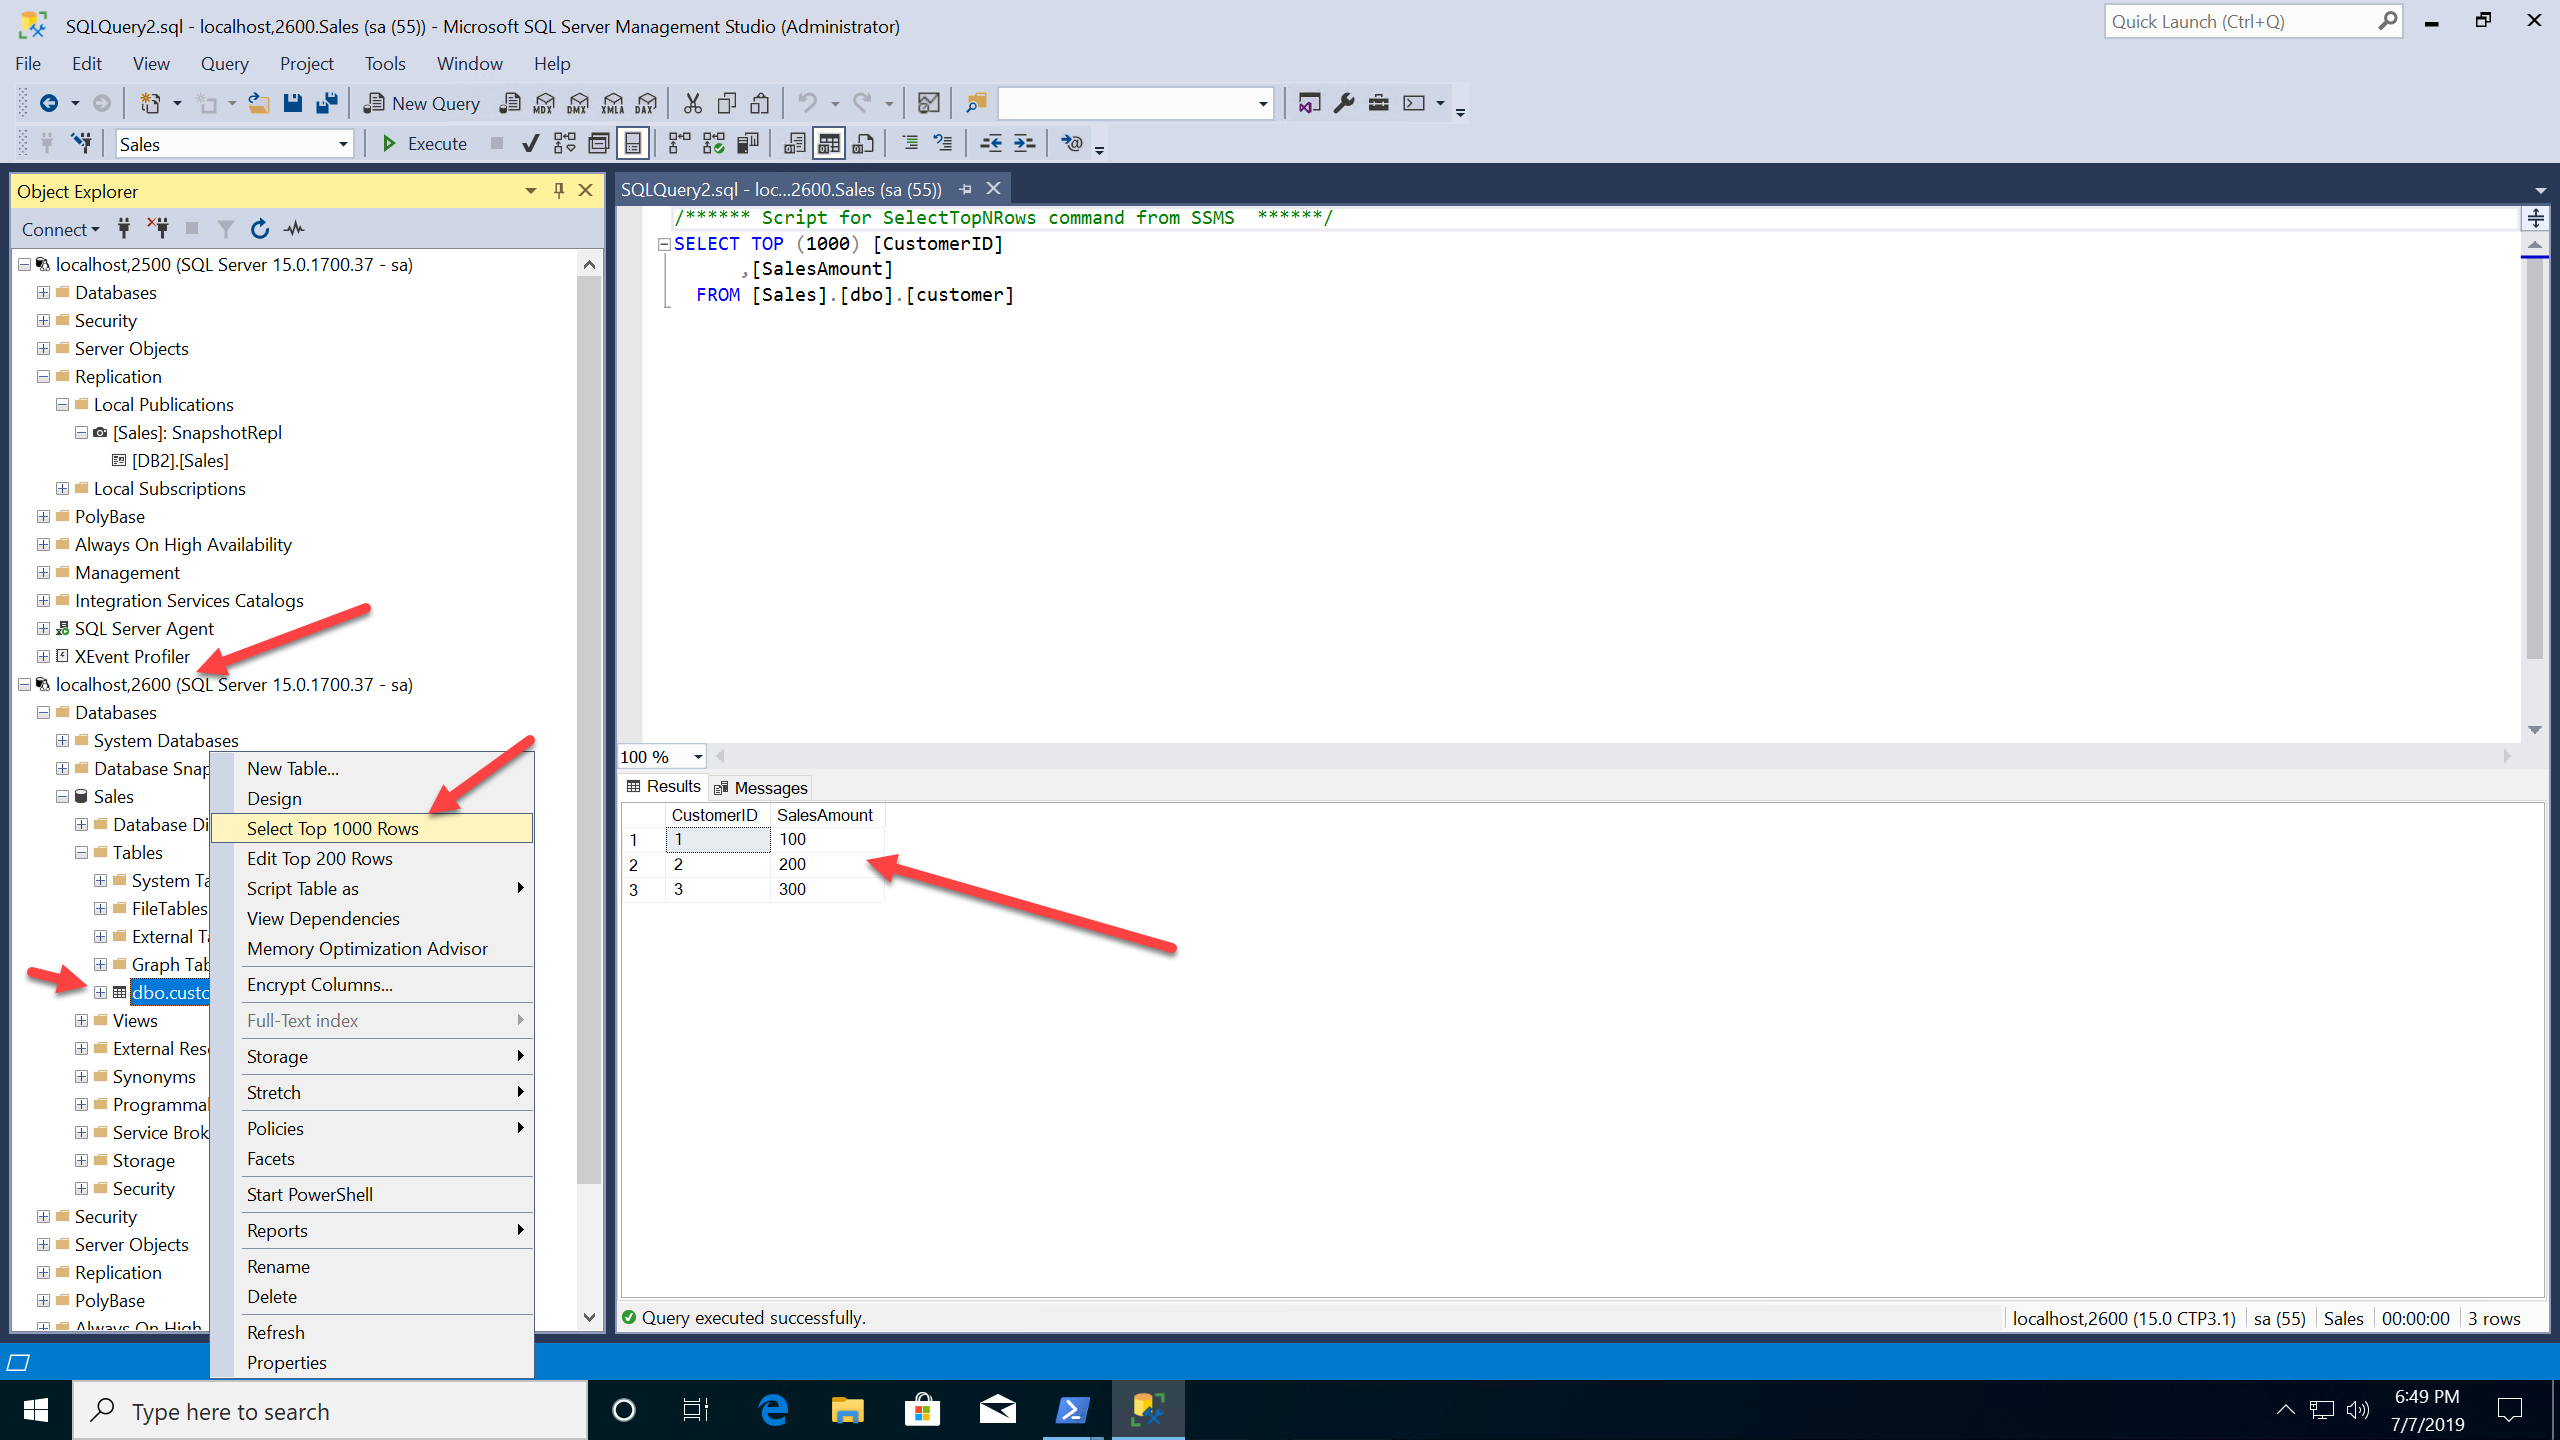 SQLQuery2.sql - localhost,2600.Sales (sa (55)) - Microsoft SQL Server Management Studio (Administrator)
Quick Launch (Ctrl+Q)
File Edit View Query Project Tools Window Help
New Query MDX DMX XMLA DAX
Sales Execute
Object Explorer
Connect
localhost,2500 (SQL Server 15.0.1700.37 - sa)
Databases
Security
Server Objects
Replication
Local Publications
[Sales]: SnapshotRepl
[DB2].[Sales]
Local Subscriptions
PolyBase
Always On High Availability
Management
Integration Services Catalogs
SQL Server Agent
XEvent Profiler
localhost,2600 (SQL Server 15.0.1700.37 - sa)
Databases
System Databases
Database Snap
Sales
Database Di
Tables
System Ta
FileTables
External Ta
Graph Tab
dbo.custo
Views
External Res
Synonyms
Programmal
Service Brok
Storage
Security
Security
Server Objects
Replication
PolyBase
Always On High
New Table...
Design
Select Top 1000 Rows
Edit Top 200 Rows
Script Table as
View Dependencies
Memory Optimization Advisor
Encrypt Columns...
Full-Text index
Storage
Stretch
Policies
Facets
Start PowerShell
Reports
Rename
Delete
Refresh
Properties
SQLQuery2.sql - loc...2600.Sales (sa (55))
/****** Script for SelectTopNRows command from SSMS  ******/
SELECT TOP (1000) [CustomerID]
,[SalesAmount]
FROM [Sales].[dbo].[customer]
100 %
Results Messages
CustomerID SalesAmount
1 1 100
2 2 200
3 3 300
Query executed successfully.
localhost,2600 (15.0 CTP3.1) sa (55) Sales 00:00:00 3 rows
Type here to search
6:49 PM
7/7/2019